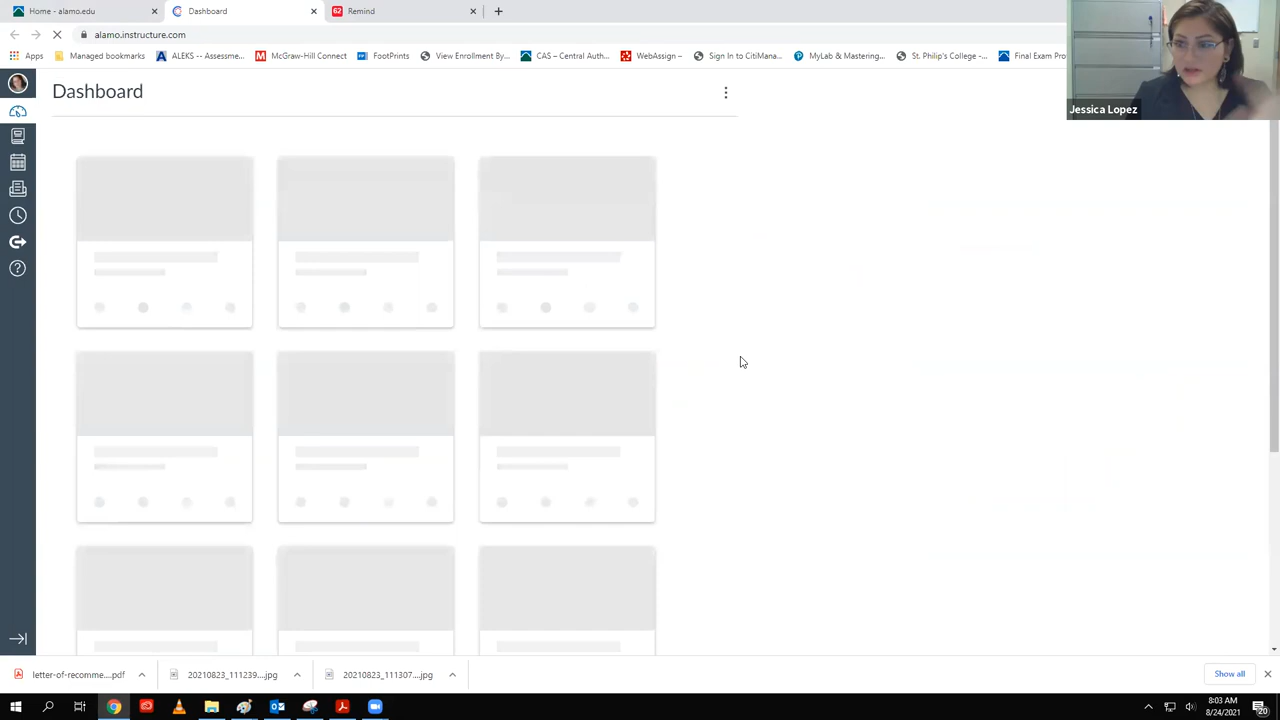 Home - alamo.edu
Dashboard
62
Remind
alamo.instructure.com
Apps
Managed bookmarks
ALEKS -- Assessme...
McGraw-Hill Connect
FootPrints
View Enrollment By...
CAS – Central Auth...
WebAssign –
Sign In to CitiMana...
MyLab & Mastering...
St. Philip's College -...
Final Exam Pro
Jessica Lopez
Dashboard
letter-of-recomme....pdf
20210823_111239....jpg
20210823_111307....jpg
Show all
8:03 AM
8/24/2021
20